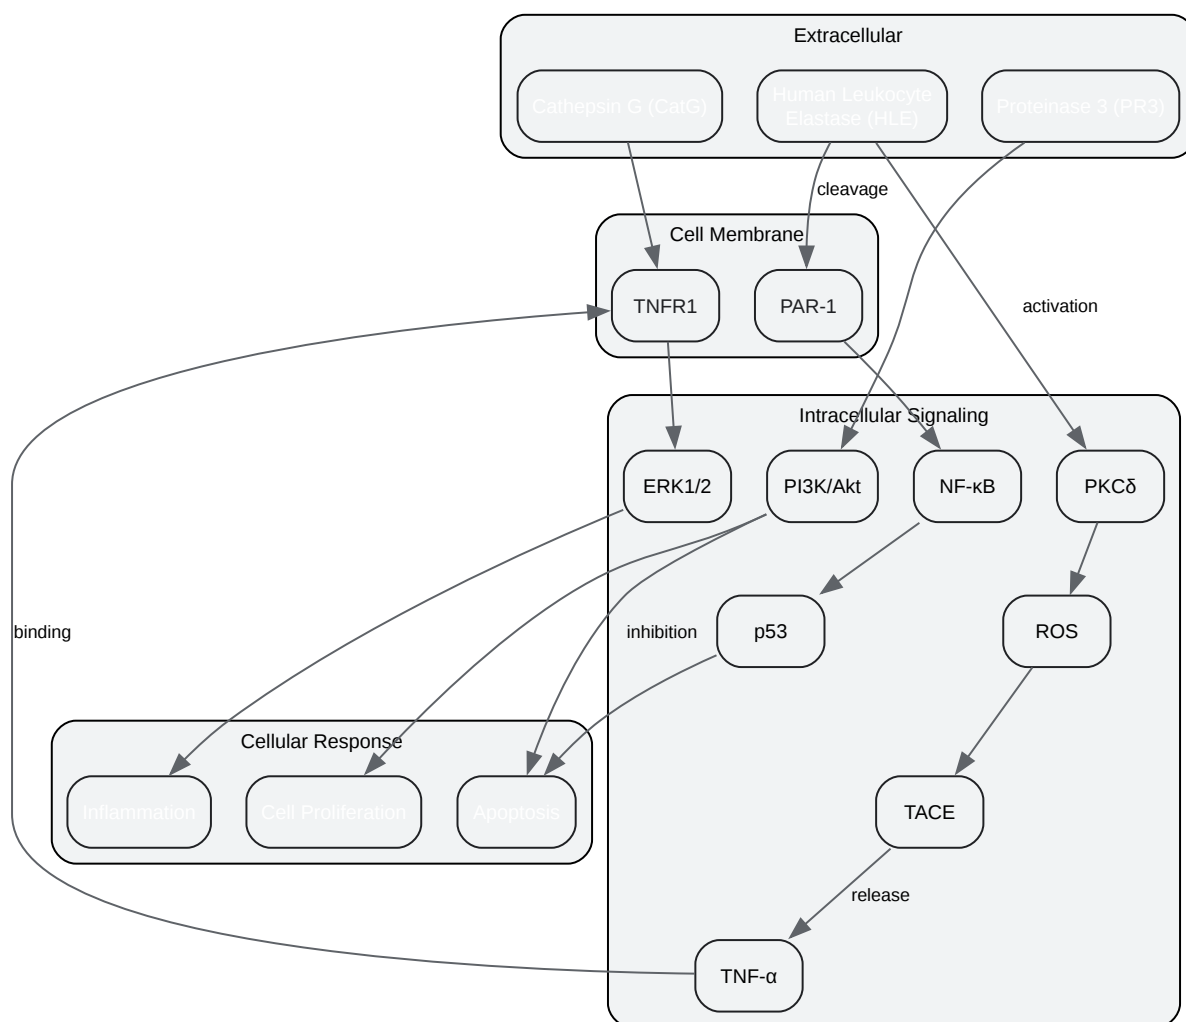 Extracellular
Cathepsin G (CatG)
Human Leukocyte
Elastase (HLE)
Proteinase 3 (PR3)
cleavage
Cell Membrane
TNFR1
PAR-1
activation
Intracellular Signaling
ERK1/2
PI3K/Akt
NF-κB
PKCδ
binding
inhibition
p53
ROS
Cellular Response
Inflammation
Cell Proliferation
Apoptosis
TACE
release
TNF-α